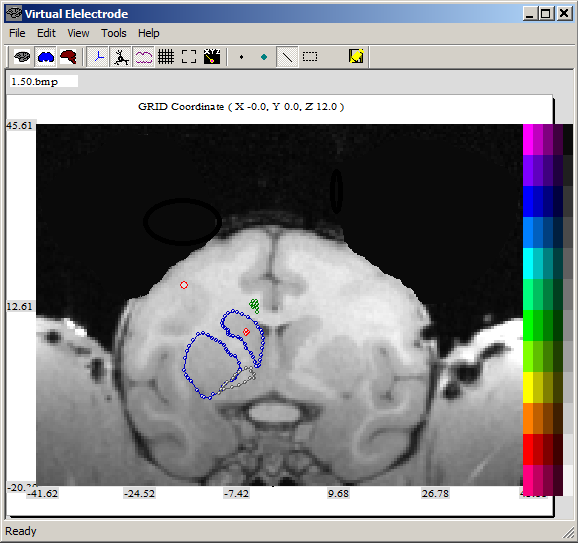 Virtual Elelectrode
File Edit View Tools Help
1.50.bmp
GRID Coordinate ( X -0.0, Y 0.0, Z 12.0 )
45.61
12.61
-41.62 -24.52 -7.42 9.68 26.78
Ready